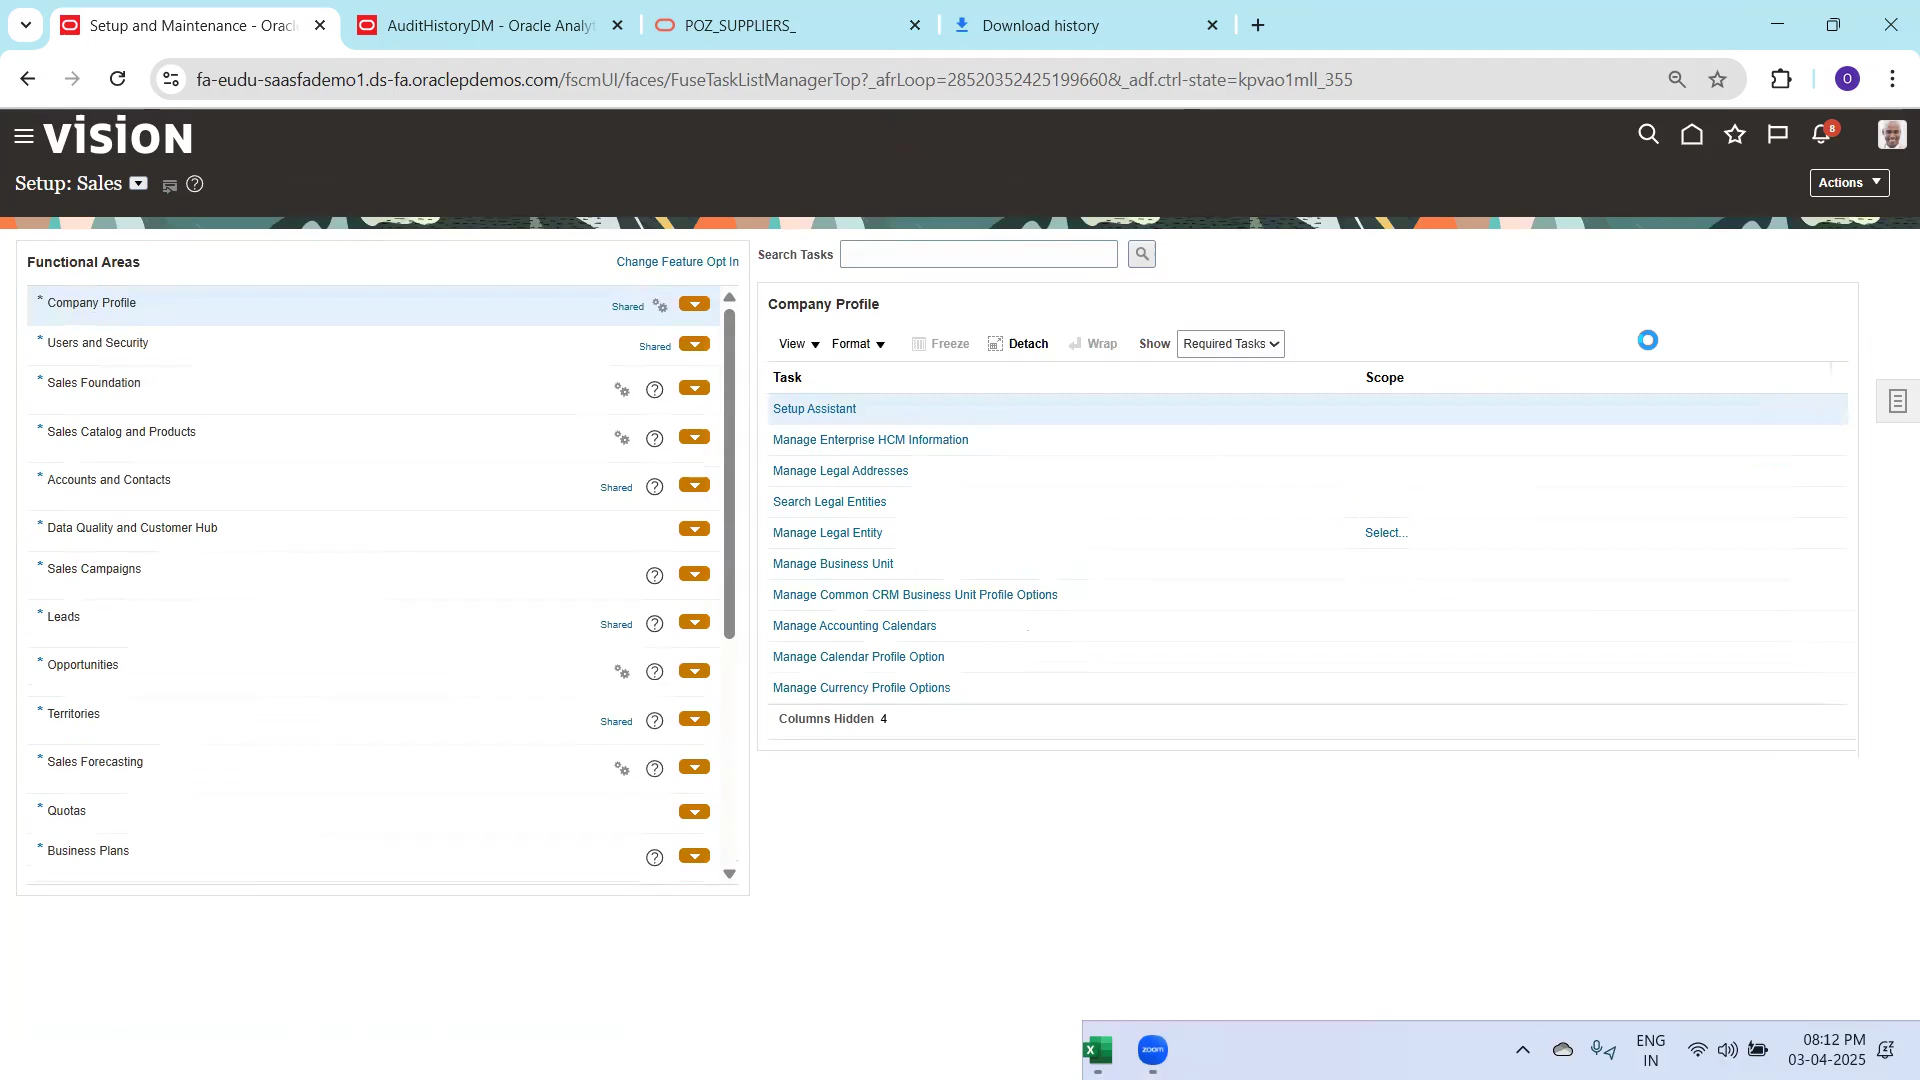 Setup and Maintenance - Oracle
AuditHistoryDM - Oracle Analyt
POZ_SUPPLIERS_
Download history
fa-eudu-saasfademo1.ds-fa.oraclepdemos.com/fscmUI/faces/FuseTaskListManagerTop?_afrLoop=28520352425199660&_adf.ctrl-state=kpvao1mll_355
O
VISION
8
Setup: Sales
Actions
Functional Areas
Change Feature Opt In
* Company Profile
Shared
* Users and Security
Shared
* Sales Foundation
* Sales Catalog and Products
* Accounts and Contacts
Shared
* Data Quality and Customer Hub
* Sales Campaigns
* Leads
Shared
* Opportunities
* Territories
Shared
* Sales Forecasting
* Quotas
* Business Plans
Search Tasks
Company Profile
View Format Freeze Detach Wrap Show Required Tasks
Task Scope
Setup Assistant
Manage Enterprise HCM Information
Manage Legal Addresses
Search Legal Entities
Manage Legal Entity Select...
Manage Business Unit
Manage Common CRM Business Unit Profile Options
Manage Accounting Calendars
Manage Calendar Profile Option
Manage Currency Profile Options
Columns Hidden 4
zoom
ENG
IN
08:12 PM
03-04-2025